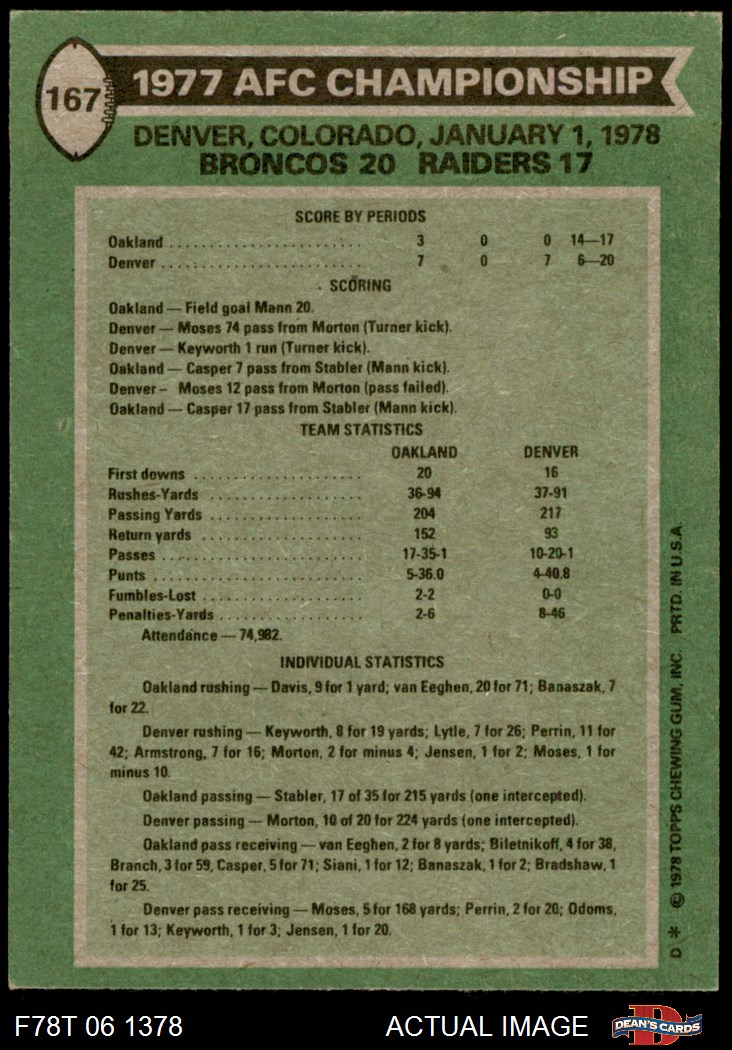 167
1977 AFC CHAMPIONSHIP
DENVER, COLORADO, JANUARY 1, 1978
BRONCOS 20 RAIDERS 17
SCORE BY PERIODS
Oakland ........................ 3 0 0 14—17
Denver ......................... 7 0 7 6—20
SCORING
Oakland — Field goal Mann 20.
Denver — Moses 74 pass from Morton (Turner kick).
Denver — Keyworth 1 run (Turner kick).
Oakland — Casper 7 pass from Stabler (Mann kick).
Denver – Moses 12 pass from Morton (pass failed).
Oakland — Casper 17 pass from Stabler (Mann kick).
TEAM STATISTICS
OAKLAND DENVER
First downs ..................... 20 16
Rushes-Yards ................... 36-94 37-91
Passing Yards ................... 204 217
Return yards .................... 152 93
Passes ......................... 17-35-1 10-20-1
Punts .......................... 5-36.0 4-40.8
Fumbles-Lost .................... 2-2 0-0
Penalties-Yards .................. 2-6 8-46
Attendance — 74,982.
INDIVIDUAL STATISTICS
Oakland rushing — Davis, 9 for 1 yard; van Eeghen, 20 for 71; Banaszak, 7
for 22.
Denver rushing — Keyworth, 8 for 19 yards; Lytle, 7 for 26; Perrin, 11 for
42; Armstrong, 7 for 16; Morton, 2 for minus 4; Jensen, 1 for 2; Moses, 1 for
minus 10.
Oakland passing — Stabler, 17 of 35 for 215 yards (one intercepted).
Denver passing — Morton, 10 of 20 for 224 yards (one intercepted).
Oakland pass receiving — van Eeghen, 2 for 8 yards; Biletnikoff, 4 for 38,
Branch, 3 for 59, Casper, 5 for 71; Siani, 1 for 12; Banaszak, 1 for 2; Bradshaw, 1
for 25.
Denver pass receiving — Moses, 5 for 168 yards; Perrin, 2 for 20; Odoms,
1 for 13; Keyworth, 1 for 3; Jensen, 1 for 20.
D * © 1978 TOPPS CHEWING GUM, INC. PRTD. IN U.S.A
F78T 06 1378 ACTUAL IMAGE
D
DEAN'S CARDS